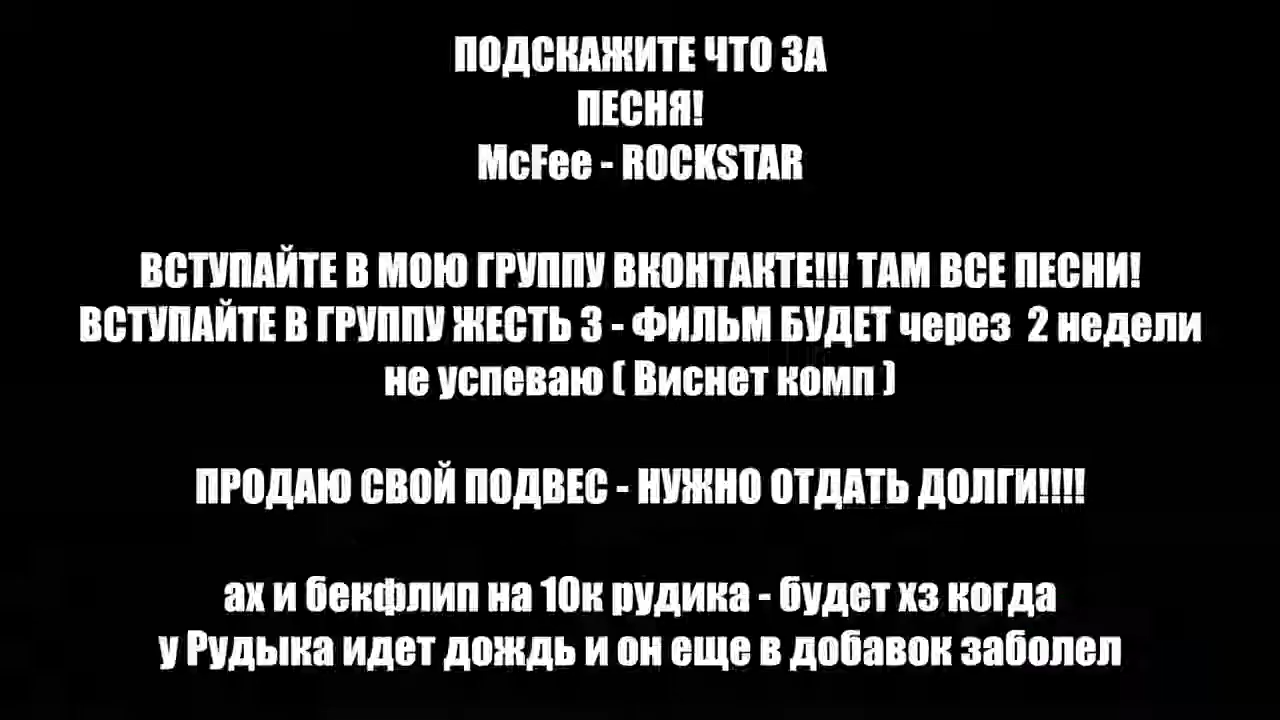 ПОДСКАЖИТЕ ЧТО ЗА
ПЕСНЯ!
McFee - ROCKSTAR
ВСТУПАЙТЕ В МОЮ ГРУППУ ВКОНТАКТЕ!!! ТАМ ВСЕ ПЕСНИ!
ВСТУПАЙТЕ В ГРУППУ ЖЕСТЬ 3 - ФИЛЬМ БУДЕТ через 2 недели
не успеваю ( Виснет комп )
ПРОДАЮ СВОЙ ПОДВЕС - НУЖНО ОТДАТЬ ДОЛГИ!!!!
ах и бекфлип на 10к рудика - будет хз когда
у Рудыка идет дождь и он еще в добавок заболел